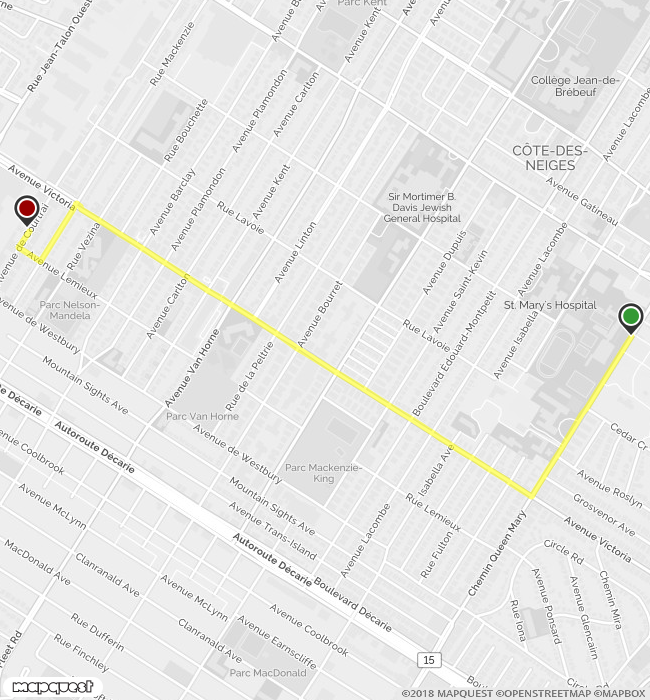 Parc Kent
Rue Jean-Talon Ouest
Rue Mackenzie
Avenue Kent
Avenue Plamondon
Avenue Carlton
Collége Jean-de-
Brébeuf
Avenue Lacombe
Rue Bouchette
CÔTE-DES-
NEIGES
Avenue Victoria
Avenue Barclay
Avenue Plamondon
Avenue Kent
Rue Lavoie
Sir Mortimer B.
Davis Jewish
General Hospital
Avenue Gatineau
Avenue de Courtrai
Rue Vezina
Avenue Linton
Avenue Dupuis
Avenue Saint-Kevin
Avenue Lacombe
Avenue Lemieux
Parc Nelson-
Mandela
Avenue Carlton
Avenue Bourret
Boulevard Edouard-Montpetit
St. Mary's Hospital
Avenue Isabella
Avenue de Westbury
Avenue Van Horne
Rue de la Peltrie
Rue Lavoie
Mountain Sights Ave
Parc Van Horne
Décarie
Autoroute Décarie
Avenue de Westbury
Parc Mackenzie-
King
Isabella Ave
Cedar Cr
Avenue Coolbrook
Mountain Sights Ave
Rue Lemieux
Avenue Roslyn
Grosvenor Ave
Avenue McLynn
Avenue Trans-Island
Avenue Lacombe
Rue Fulton
Chemin Queen Mary
Avenue Victoria
Circle Rd
MacDonald Ave
Clanranald Ave
Autoroute Décarie
Boulevard Décarie
Avenue McLynn
Avenue Coolbrook
Rue Iona
Avenue Ponsard
Avenue Glencairn
Chemin Mira
Rue Dufferin
Clanranald Ave
Avenue Earnscliffe
Fleet Rd
Rue Finchley
Parc MacDonald
15
mapquest
©2018 MAPQUEST ©OPENSTREETMAP ©MAPBOX